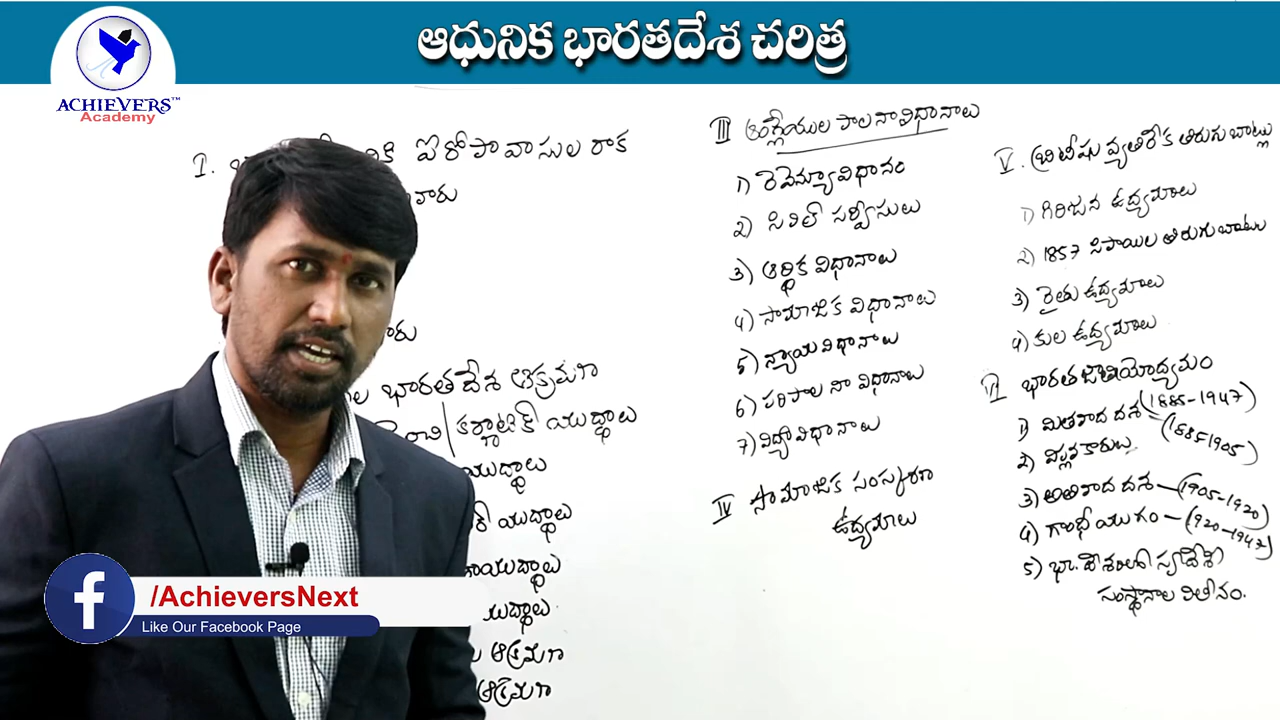 ఆధునిక భారతదేశ చరిత్ర
ACHIEVERS™
Academy
I.
ఐరోపావాసుల రాక
భారతదేశ ఆక్రమణ
కర్ణాటిక్ యుద్ధాలు
యుద్ధాలు
యుద్ధాలు
యుద్ధాలు
ఆక్రమణ
ఆక్రమణ
III ఆంగ్లేయుల పాలనా విధానాలు
1) రెవెన్యూ విధానం
2) సివిల్ సర్వీసులు
3) ఆర్థిక విధానాలు
4) సామాజిక విధానాలు
5) న్యాయ విధానాలు
6) పరిపాలనా విధానాలు
7) విద్యా విధానాలు
IV సామాజిక సంస్కరణ
ఉద్యమాలు
V. బ్రిటీషు వ్యతిరేక తిరుగుబాట్లు
1) గిరిజన ఉద్యమాలు
2) 1857 సిపాయిల తిరుగుబాటు
3) రైతు ఉద్యమాలు
4) కుల ఉద్యమాలు
VI భారత జాతీయోద్యమం
(1885-1947)
1) మితవాద దశ - (1885-1905)
2) విప్లవకారులు
3) అతివాద దశ - (1905-1920)
4) గాంధీ యుగం - (1920-1947)
5) భా.దేశంలో స్వదేశీ
సంస్థానాల విలీనం.
f /AchieversNext
Like Our Facebook Page